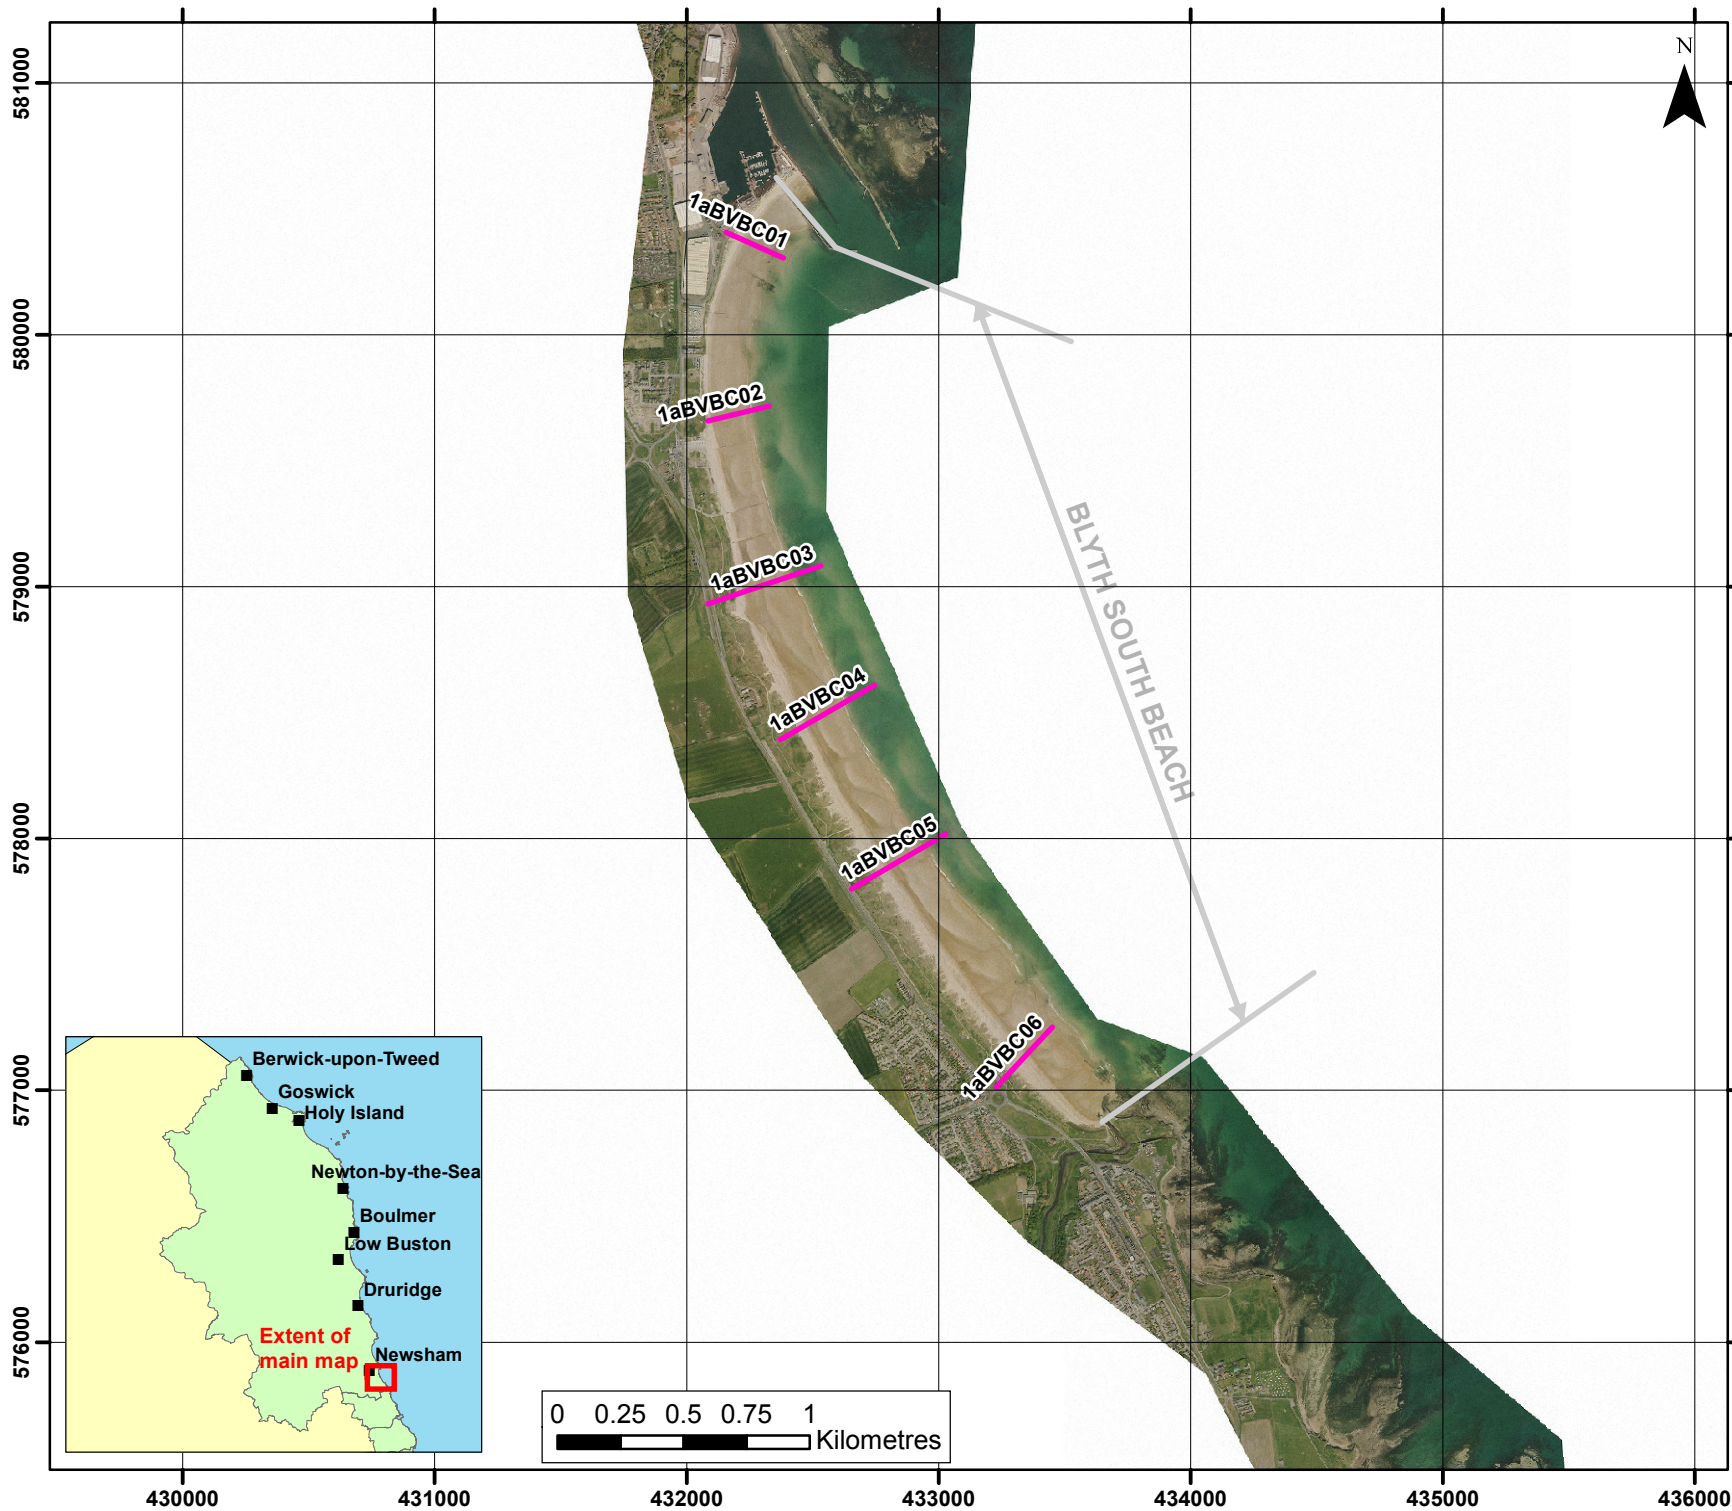 N
581000
580000
579000
578000
577000
576000
1aBVBC01
1aBVBC02
1aBVBC03
1aBVBC04
1aBVBC05
1aBVBC06
BLYTH SOUTH BEACH
Berwick-upon-Tweed
Goswick
Holy Island
Newton-by-the-Sea
Boulmer
Low Buston
Druridge
Extent of
main map
Newsham
0 0.25 0.5 0.75 1
Kilometres
430000 431000 432000 433000 434000 435000 436000